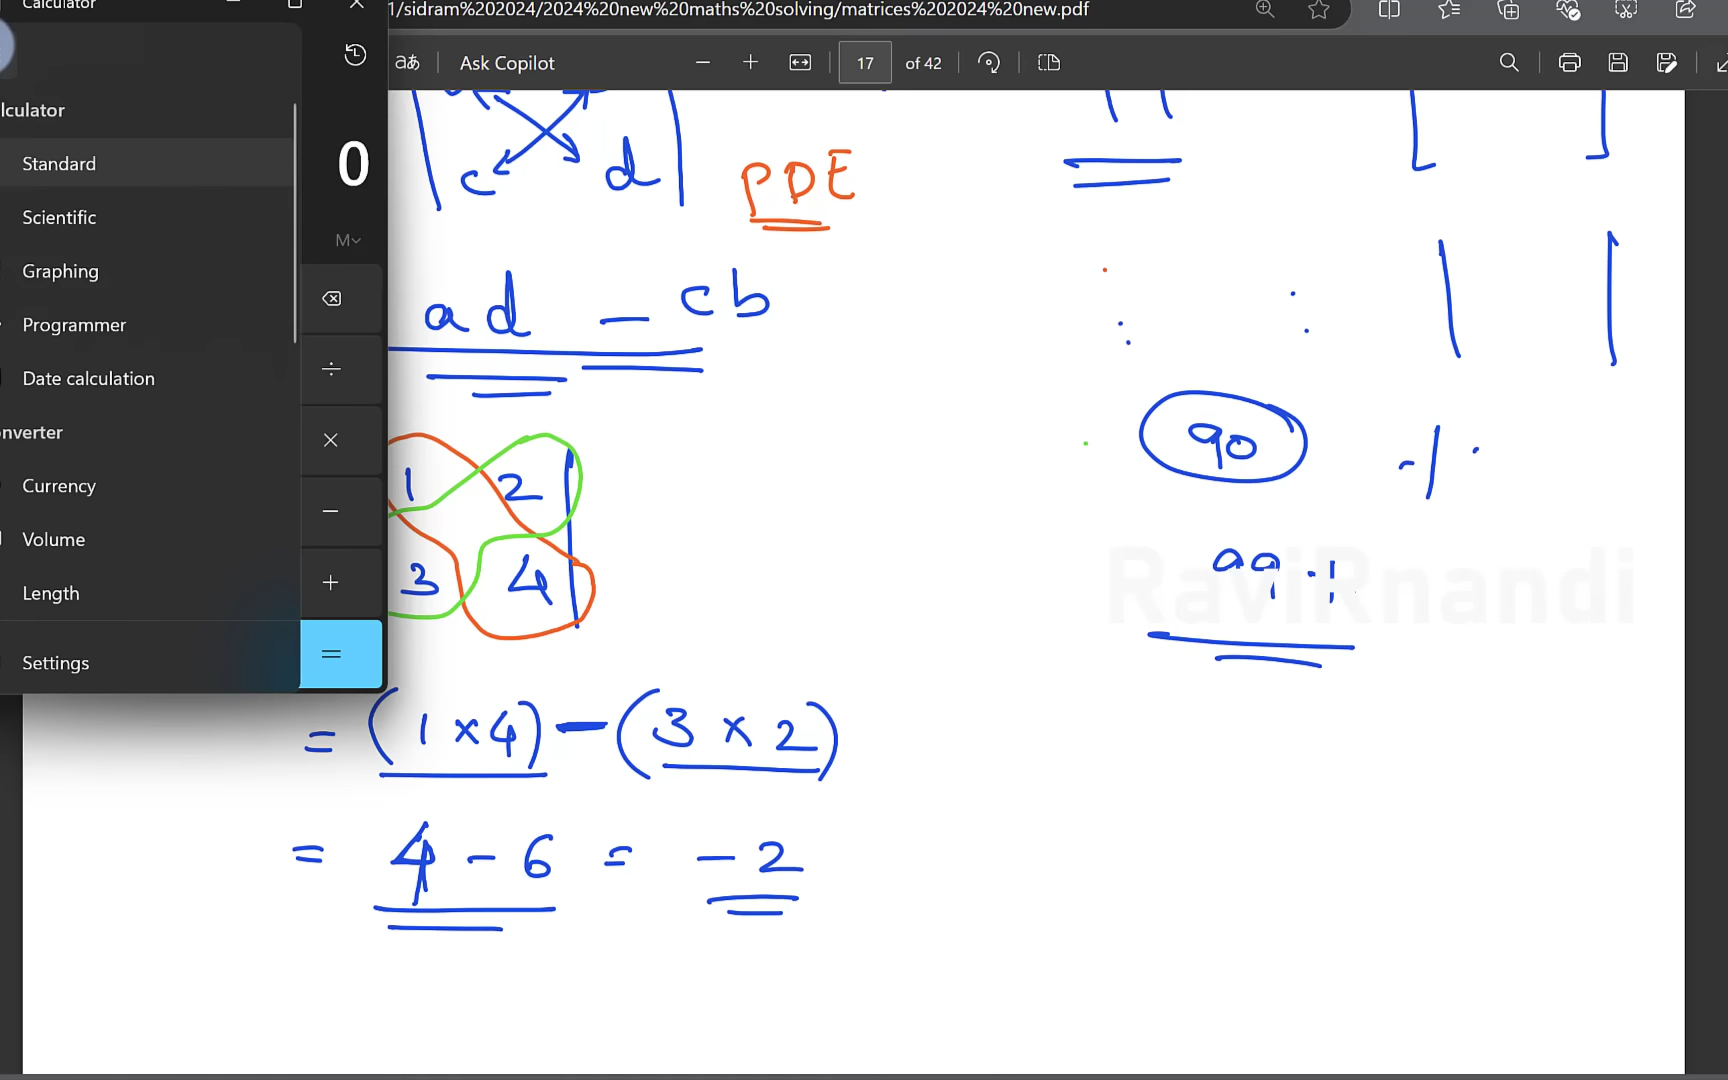 Calculator
1/sidram%202024/2024%20new%20maths%20solving/matrices%202024%20new.pdf
Ask Copilot
17 of 42
lculator
Standard
Scientific
Graphing
Programmer
Date calculation
nverter
Currency
Volume
Length
Settings
0
M
÷
×
−
+
=
c d
PDE
ad - cb
1 2
3 4
= (1 × 4) - (3 × 2)
= 4 - 6 = - 2
90
RaviRnandi